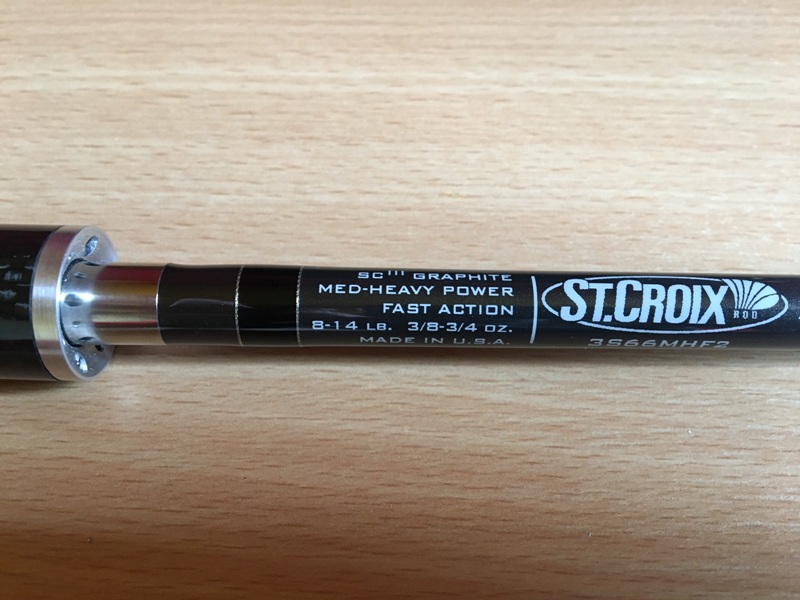 SCIII GRAPHITE
MED-HEAVY POWER
FAST ACTION
8-14 LB. 3/8-3/4 OZ.
MADE IN U.S.A.
ST.CROIX
ROD
3S66MHF2